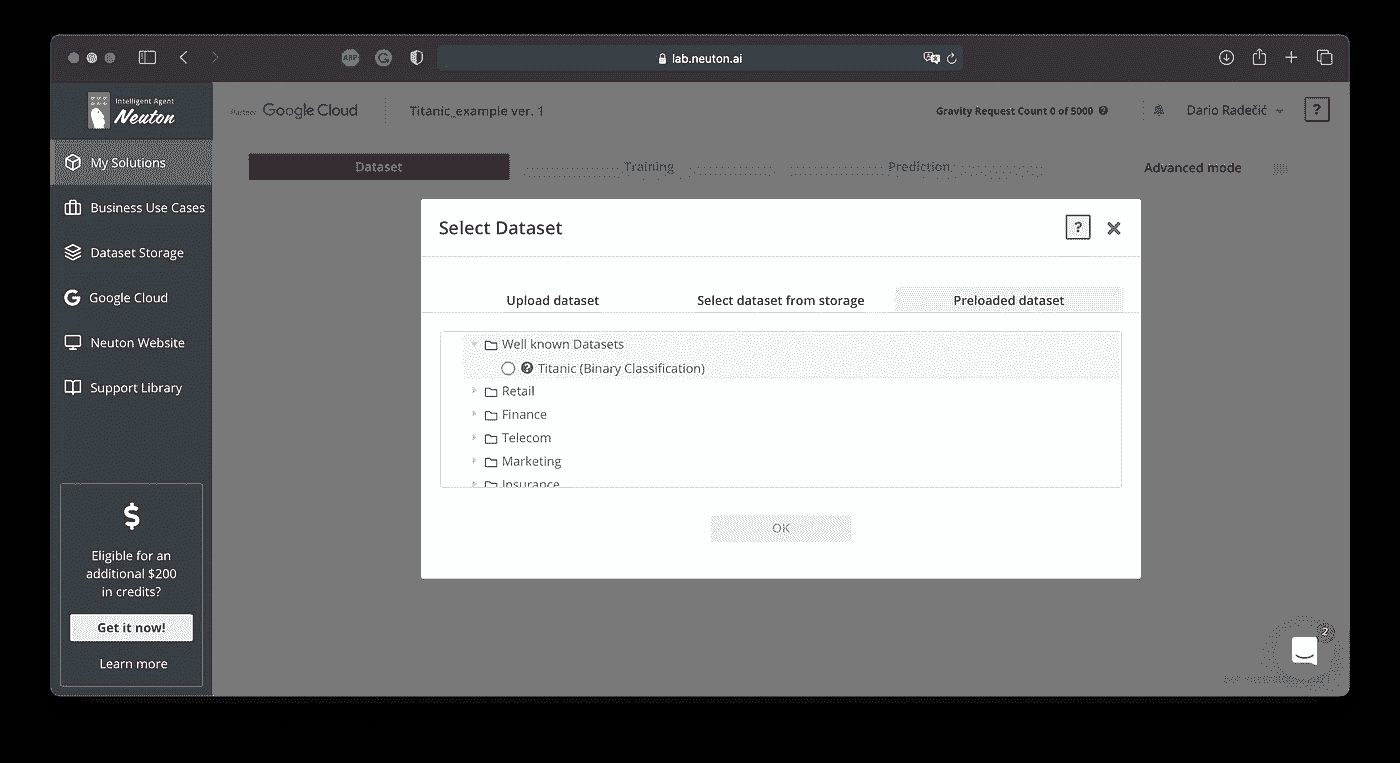 ABP
G
lab.neuton.ai
Intelligent Agent
Neuton
Partner Google Cloud
Titanic_example ver. 1
Gravity Request Count 0 of 5000 ?
Dario Radečić
?
My Solutions
Business Use Cases
Dataset Storage
Google Cloud
Neuton Website
Support Library
Dataset
Training
Prediction
Advanced mode
Select Dataset
?
Upload dataset
Select dataset from storage
Preloaded dataset
Well known Datasets
? Titanic (Binary Classification)
Retail
Finance
Telecom
Marketing
Insurance
OK
$
Eligible for an
additional $200
in credits?
Get it now!
Learn more
2